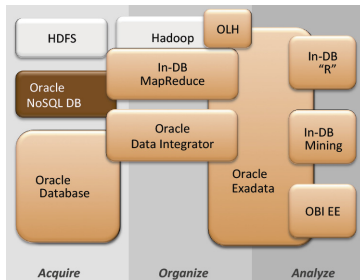 HDFS
Hadoop
OLH
In-DB
MapReduce
In-DB
"R"
Oracle
NoSQL DB
Oracle
Data Integrator
In-DB
Mining
Oracle
Database
Oracle
Exadata
OBI EE
Acquire
Organize
Analyze